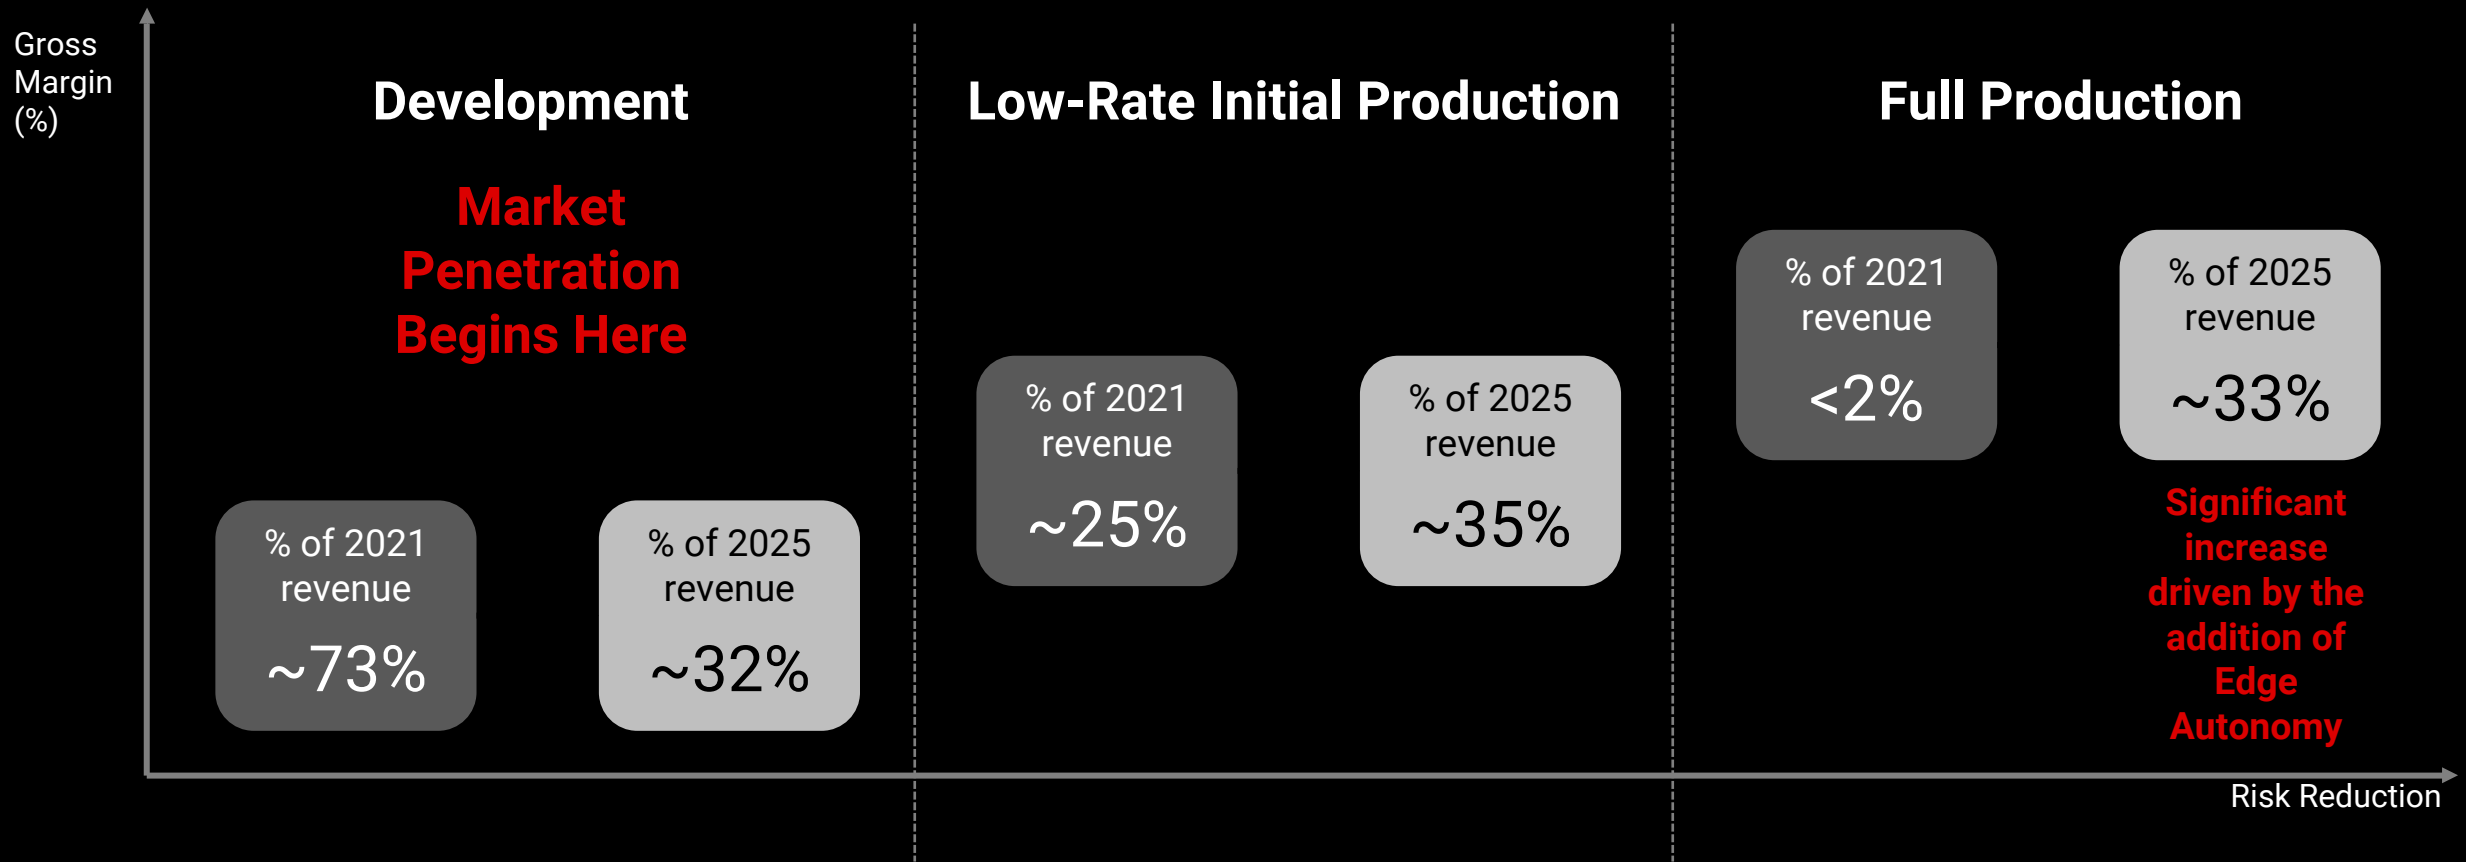 Gross
Margin
(%)
Development
Market
Penetration
Begins Here
% of 2021
revenue
~73%
% of 2025
revenue
~32%
Low-Rate Initial Production
% of 2021
revenue
~25%
% of 2025
revenue
~35%
Full Production
% of 2021
revenue
<2%
% of 2025
revenue
~33%
Significant
increase
driven by the
addition of
Edge
Autonomy
Risk Reduction